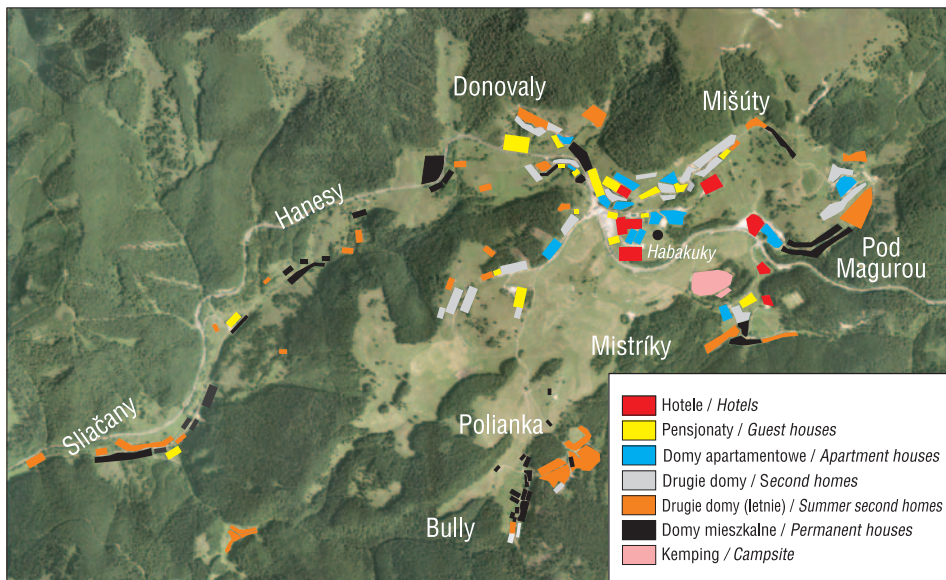 Donovaly
Mišúty
Hanesy
Habakuky
Pod
Magurou
Mistríky
Sliačany
Polianka
Bully
Hotele / Hotels
Pensjonaty / Guest houses
Domy apartamentowe / Apartment houses
Drugie domy / Second homes
Drugie domy (letnie) / Summer second homes
Domy mieszkalne / Permanent houses
Kemping / Campsite